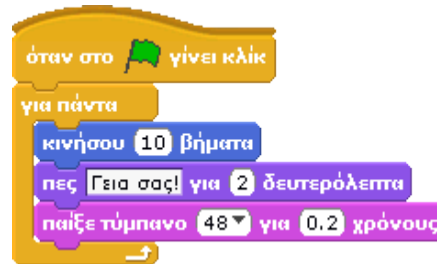 όταν στο γίνει κλίκ
για πάντα
κινήσου 10 βήματα
πες Γεια σας! για 2 δευτερόλεπτα
παίξε τύμπανο 48 για 0.2 χρόνους